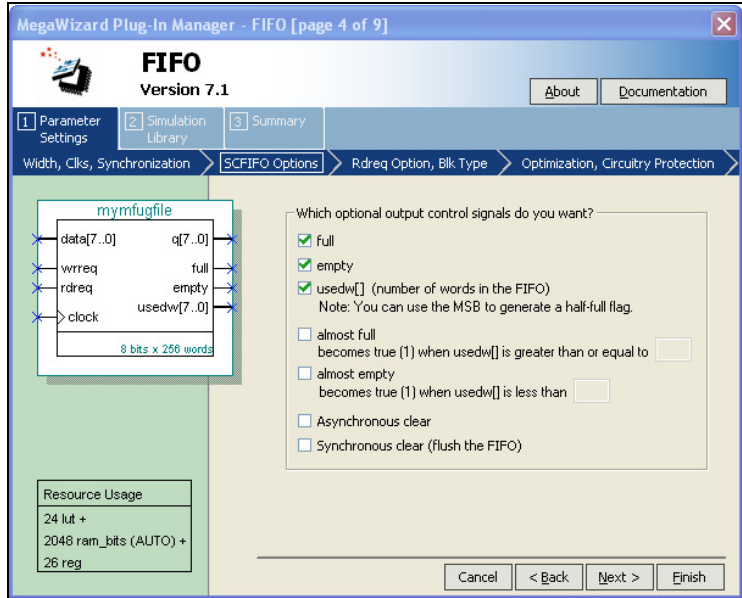 MegaWizard Plug-In Manager - FIFO [page 4 of 9]
FIFO
Version 7.1
About
Documentation
1 Parameter Settings
2 Simulation Library
3 Summary
Width, Clks, Synchronization
SCFIFO Options
Rdreq Option, Blk Type
Optimization, Circuitry Protection
mymfugfile
data[7..0] q[7..0]
wrreq full
rdreq empty
usedw[7..0]
clock
8 bits x 256 words
Which optional output control signals do you want?
full
empty
usedw[] (number of words in the FIFO)
Note: You can use the MSB to generate a half-full flag.
almost full
becomes true (1) when usedw[] is greater than or equal to
almost empty
becomes true (1) when usedw[] is less than
Asynchronous clear
Synchronous clear (flush the FIFO)
Resource Usage
24 lut +
2048 ram_bits (AUTO) +
26 reg
Cancel
< Back
Next >
Finish